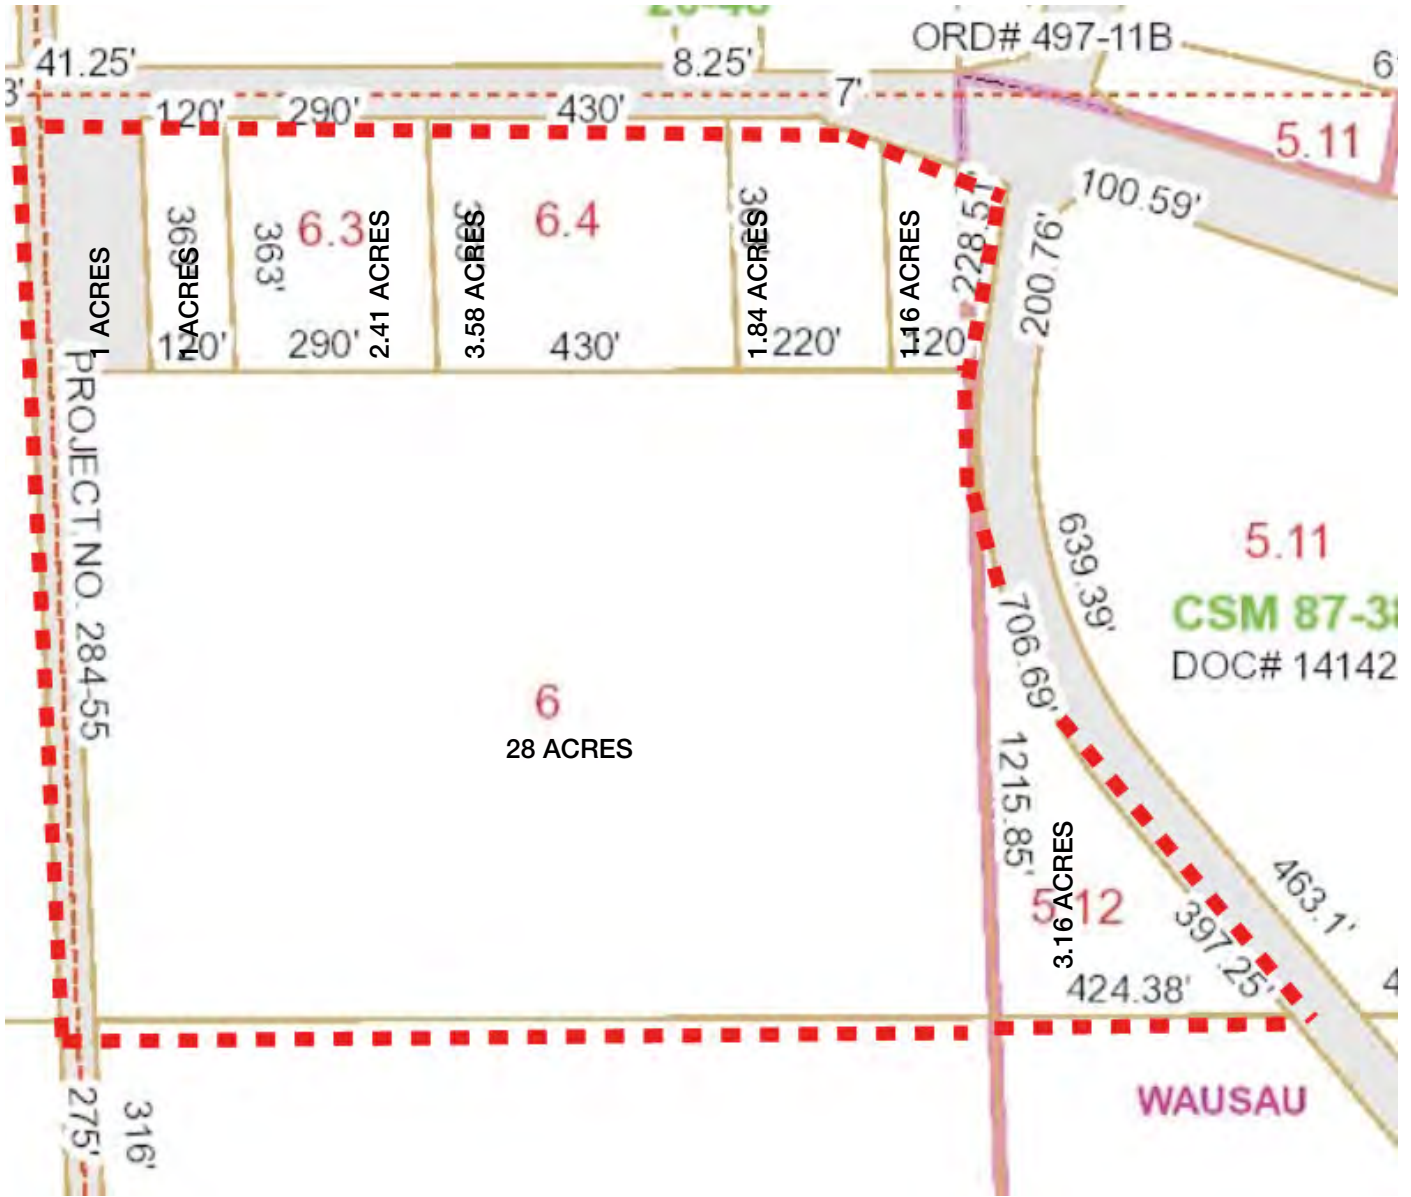 ORD# 497-11B
41.25'
8.25'
7'
120'
290'
430'
5.11
100.59'
228.51'
200.76'
363'
6.3
6.4
1 ACRES
1 ACRES
2.41 ACRES
3.58 ACRES
1.84 ACRES
1.16 ACRES
120'
290'
430'
220'
120'
PROJECT NO. 284-55
639.39'
5.11
CSM 87-38
DOC# 14142
706.69'
6
28 ACRES
1215.85'
5.12
3.16 ACRES
463.1'
397.25'
424.38'
WAUSAU
275'
316'